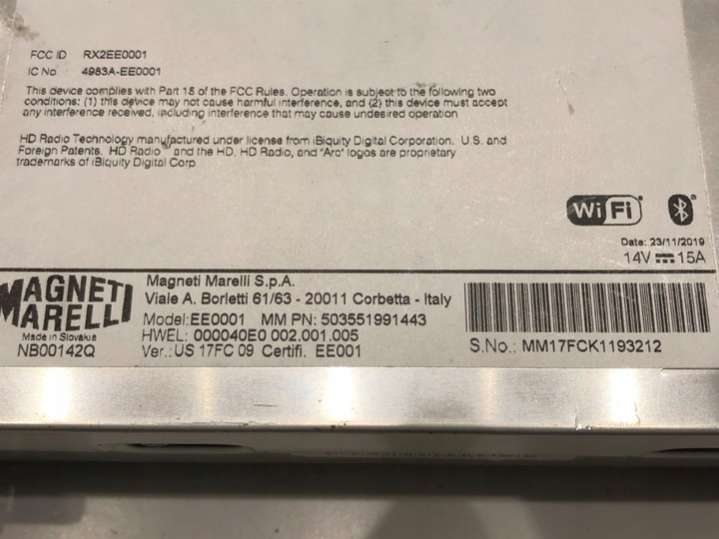 FCC ID RX2EE0001
IC No 4983A-EE0001
This device complies with Part 15 of the FCC Rules. Operation is subject to the following two
conditions: (1) this device may not cause harmful interference, and (2) this device must accept
any interference received, including interference that may cause undesired operation
HD Radio Technology manufactured under license from iBiquity Digital Corporation. U.S. and
Foreign Patents. HD Radio™ and the HD, HD Radio, and "Arc" logos are proprietary
trademarks of iBiquity Digital Corp
WiFi
Date: 23/11/2019
14V 15A
MAGNETI
MARELLI
Made in Slovakia
NB00142Q
Magneti Marelli S.p.A.
Viale A. Borletti 61/63 - 20011 Corbetta - Italy
Model:EE0001 MM PN: 503551991443
HWEL: 000040E0 002.001.005
Ver.:US 17FC 09 Certifi. EE001
S.No.: MM17FCK1193212